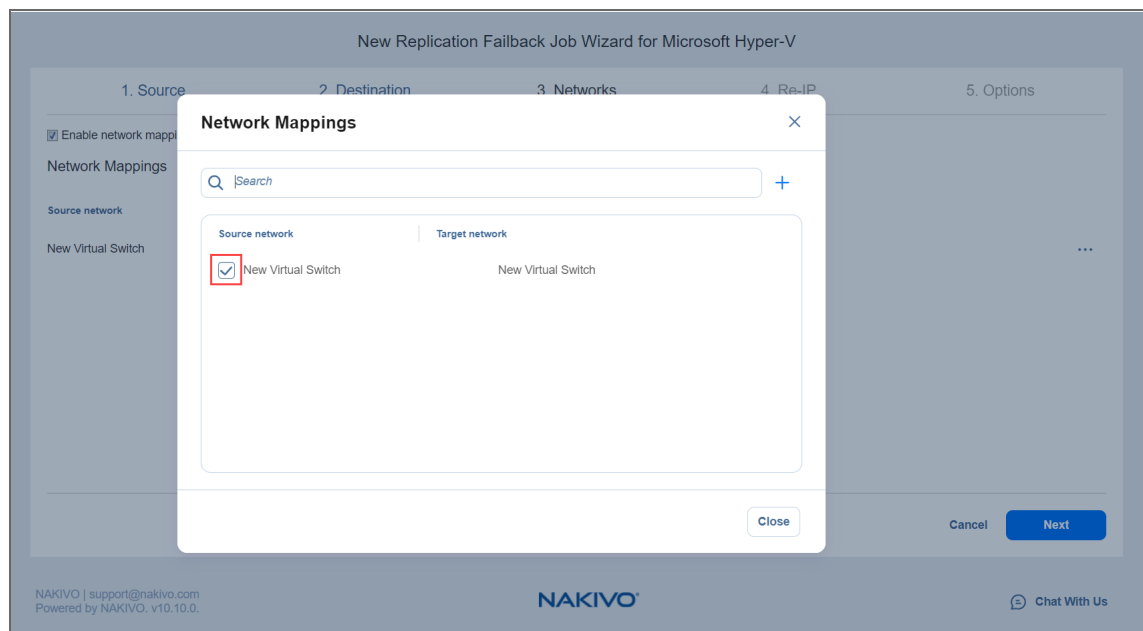 New Replication Failback Job Wizard for Microsoft Hyper-V
1. Source
2. Destination
3. Networks
4. Re-IP
5. Options
Enable network mappi
Network Mappings
Source network
New Virtual Switch
...
Network Mappings
Search
Source network
Target network
New Virtual Switch
New Virtual Switch
Close
Cancel
Next
NAKIVO | support@nakivo.com
Powered by NAKIVO. v10.10.0.
NAKIVO
Chat With Us